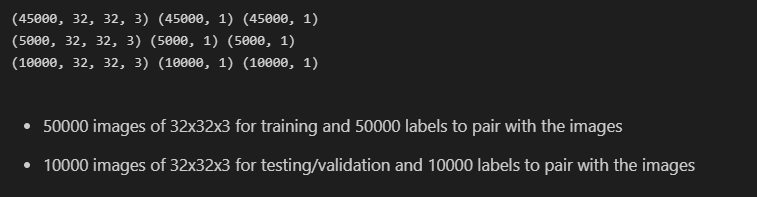 (45000, 32, 32, 3) (45000, 1) (45000, 1)
(5000, 32, 32, 3) (5000, 1) (5000, 1)
(10000, 32, 32, 3) (10000, 1) (10000, 1)
• 50000 images of 32x32x3 for training and 50000 labels to pair with the images
• 10000 images of 32x32x3 for testing/validation and 10000 labels to pair with the images